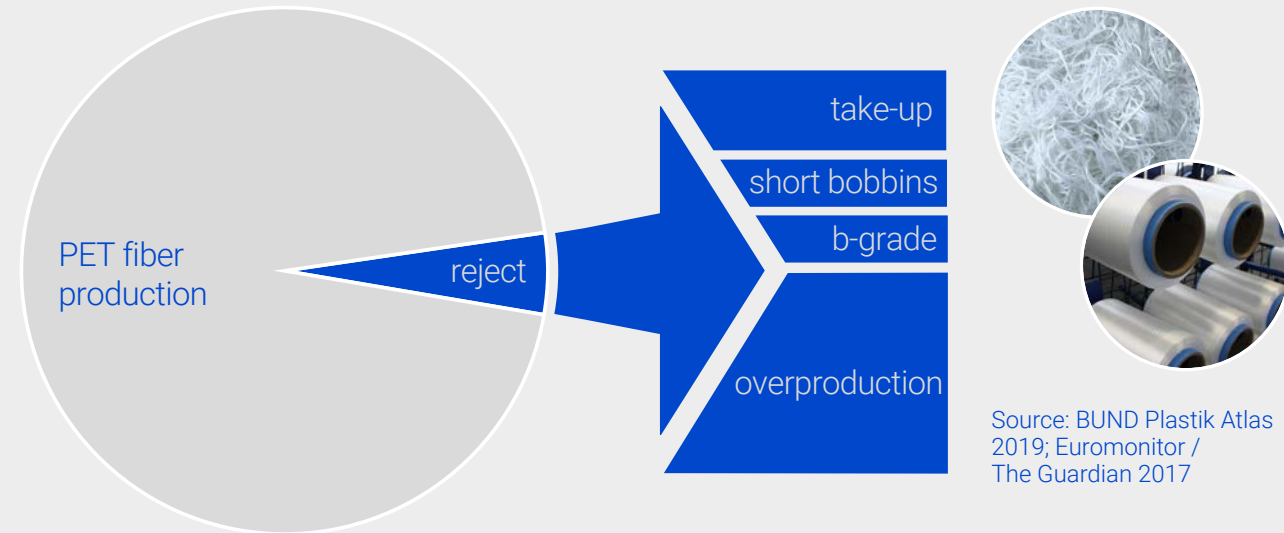 PET fiber
production
reject
take-up
short bobbins
b-grade
overproduction
Source: BUND Plastik Atlas
2019; Euromonitor /
The Guardian 2017